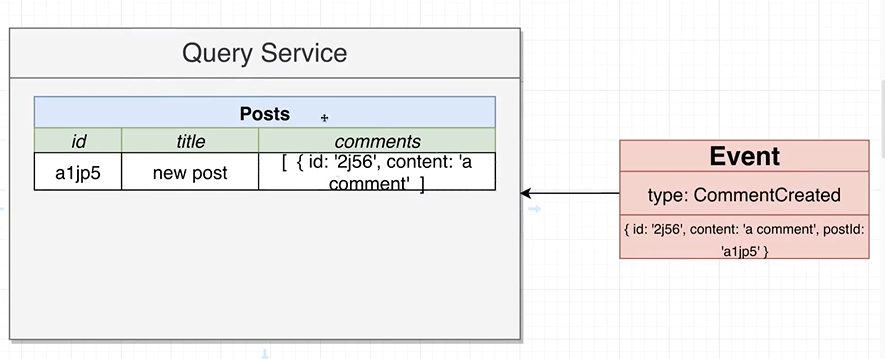 Query Service
Posts
id title comments
a1jp5 new post [ { id: '2j56', content: 'a
comment' ]
Event
type: CommentCreated
{ id: '2j56', content: 'a comment', postId:
'a1jp5' }